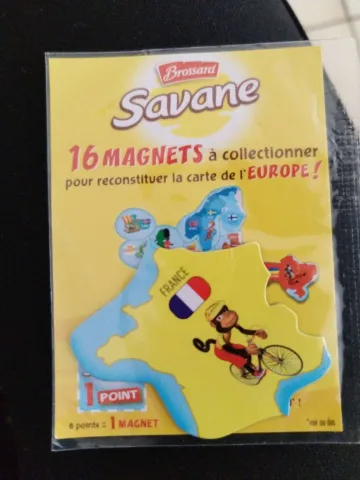 Brossard
Savane
16 MAGNETS à collectionner
pour reconstituer la carte de l'EUROPE !
FRANCE
1
POINT
6 points = 1 MAGNET